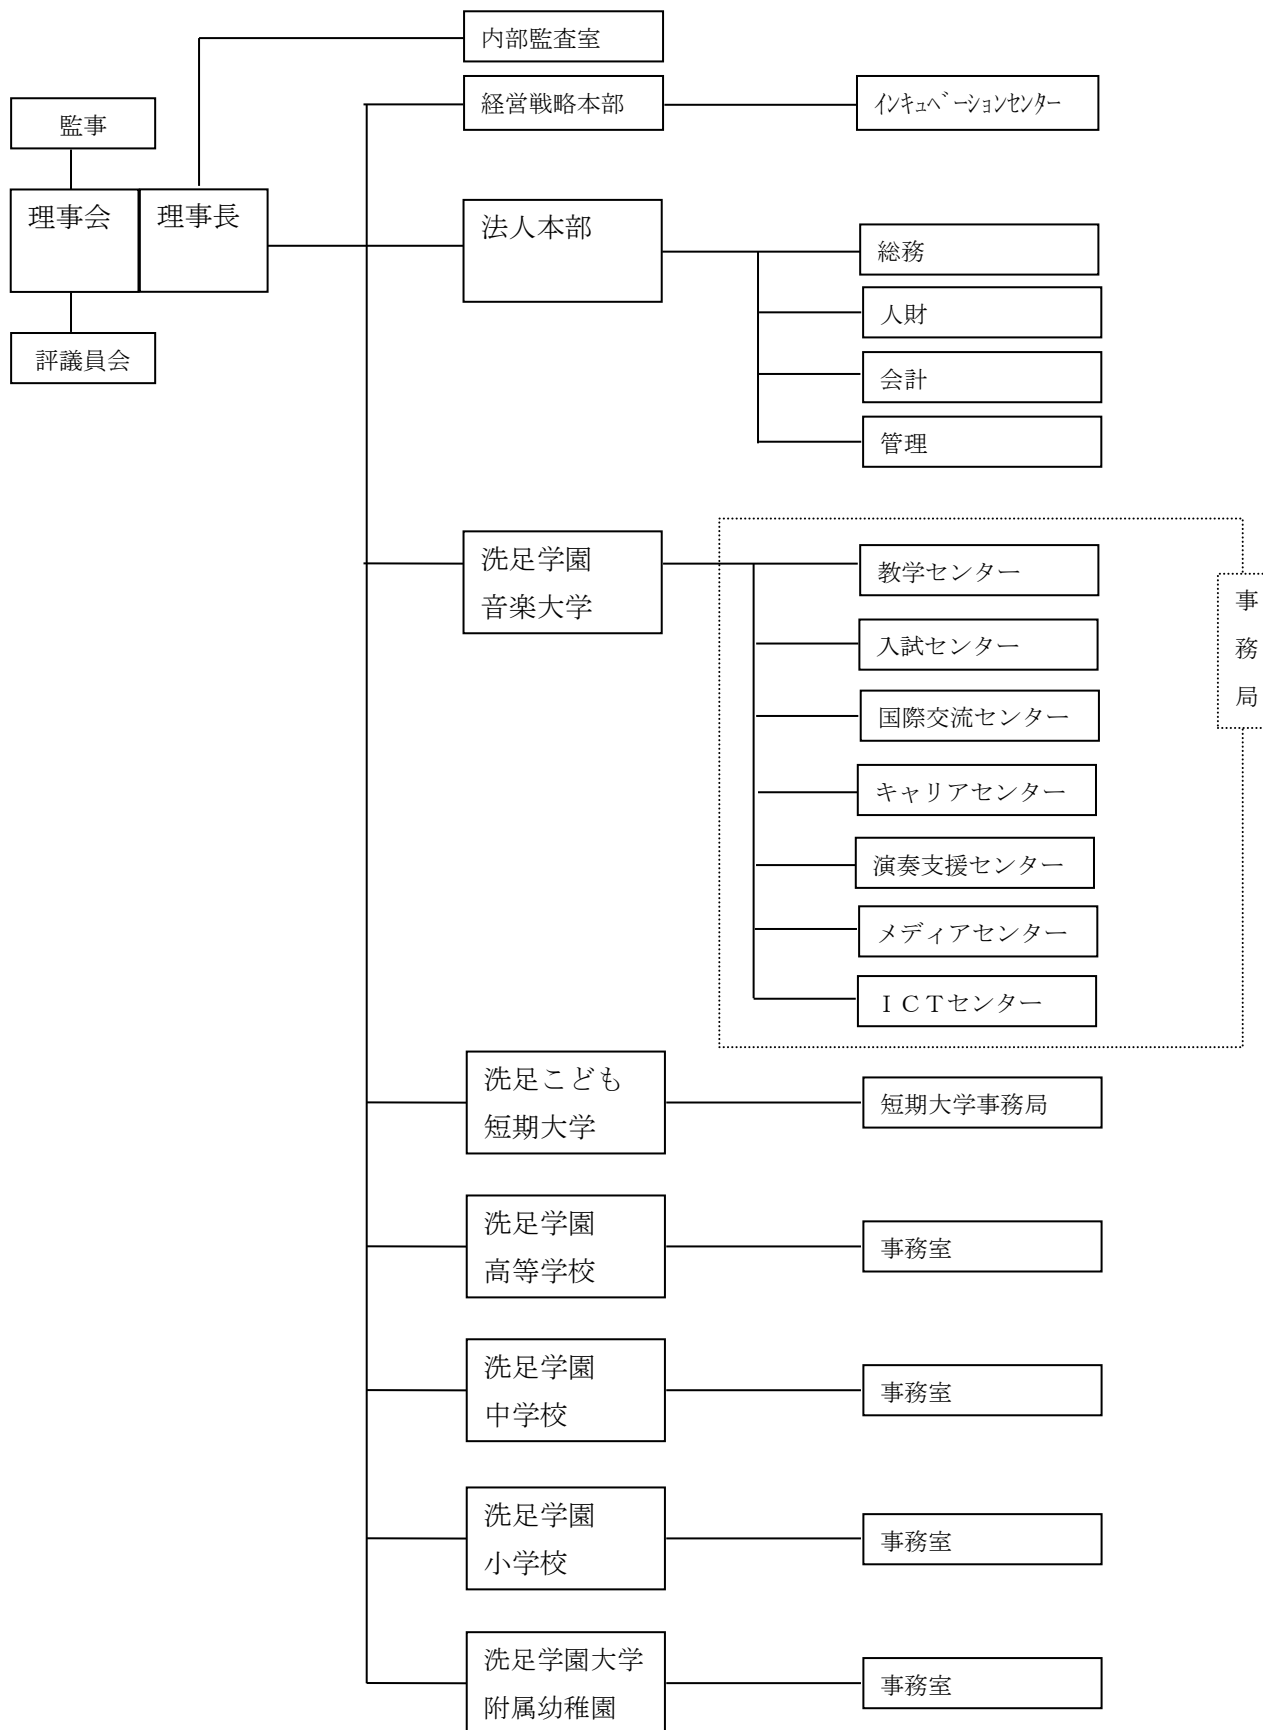 内部監査室
経営戦略本部
インキュベーションセンター
監事
理事会
理事長
評議員会
法人本部
総務
人財
会計
管理
洗足学園
音楽大学
教学センター
入試センター
国際交流センター
キャリアセンター
演奏支援センター
メディアセンター
ＩＣＴセンター
事
務
局
洗足こども
短期大学
短期大学事務局
洗足学園
高等学校
事務室
洗足学園
中学校
事務室
洗足学園
小学校
事務室
洗足学園大学
附属幼稚園
事務室